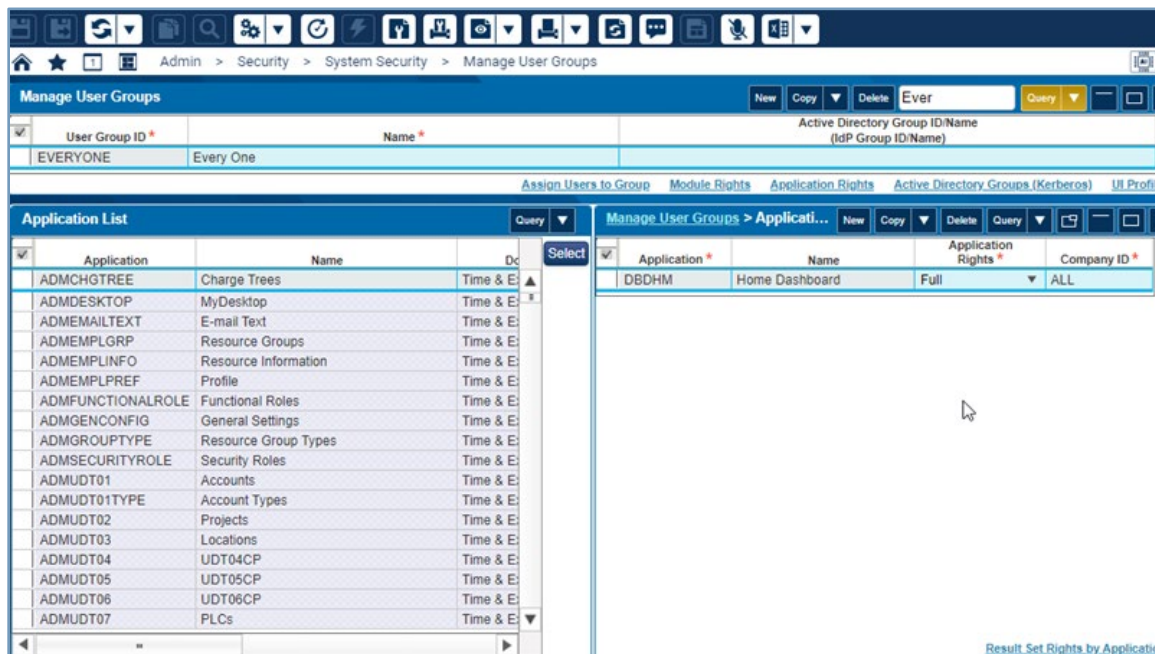 Admin > Security > System Security > Manage User Groups
Manage User Groups New Copy Delete Ever Query
User Group ID * Name * Active Directory Group ID/Name
(IdP Group ID/Name)
EVERYONE Every One
Assign Users to Group Module Rights Application Rights Active Directory Groups (Kerberos) UI Profi
Application List Query
Application Name Do Select
ADMCHGTREE Charge Trees Time & E
ADMDESKTOP MyDesktop Time & E
ADMEMAILTEXT E-mail Text Time & E
ADMEMPLGRP Resource Groups Time & E
ADMEMPLINFO Resource Information Time & E
ADMEMPLPREF Profile Time & E
ADMFUNCTIONALROLE Functional Roles Time & E
ADMGENCONFIG General Settings Time & E
ADMGROUPTYPE Resource Group Types Time & E
ADMSECURITYROLE Security Roles Time & E
ADMUDT01 Accounts Time & E
ADMUDT01TYPE Account Types Time & E
ADMUDT02 Projects Time & E
ADMUDT03 Locations Time & E
ADMUDT04 UDT04CP Time & E
ADMUDT05 UDT05CP Time & E
ADMUDT06 UDT06CP Time & E
ADMUDT07 PLCs Time & E
Manage User Groups > Applicati... New Copy Delete Query
Application * Name Application
Rights * Company ID *
DBDHM Home Dashboard Full ALL
Result Set Rights by Applicatio